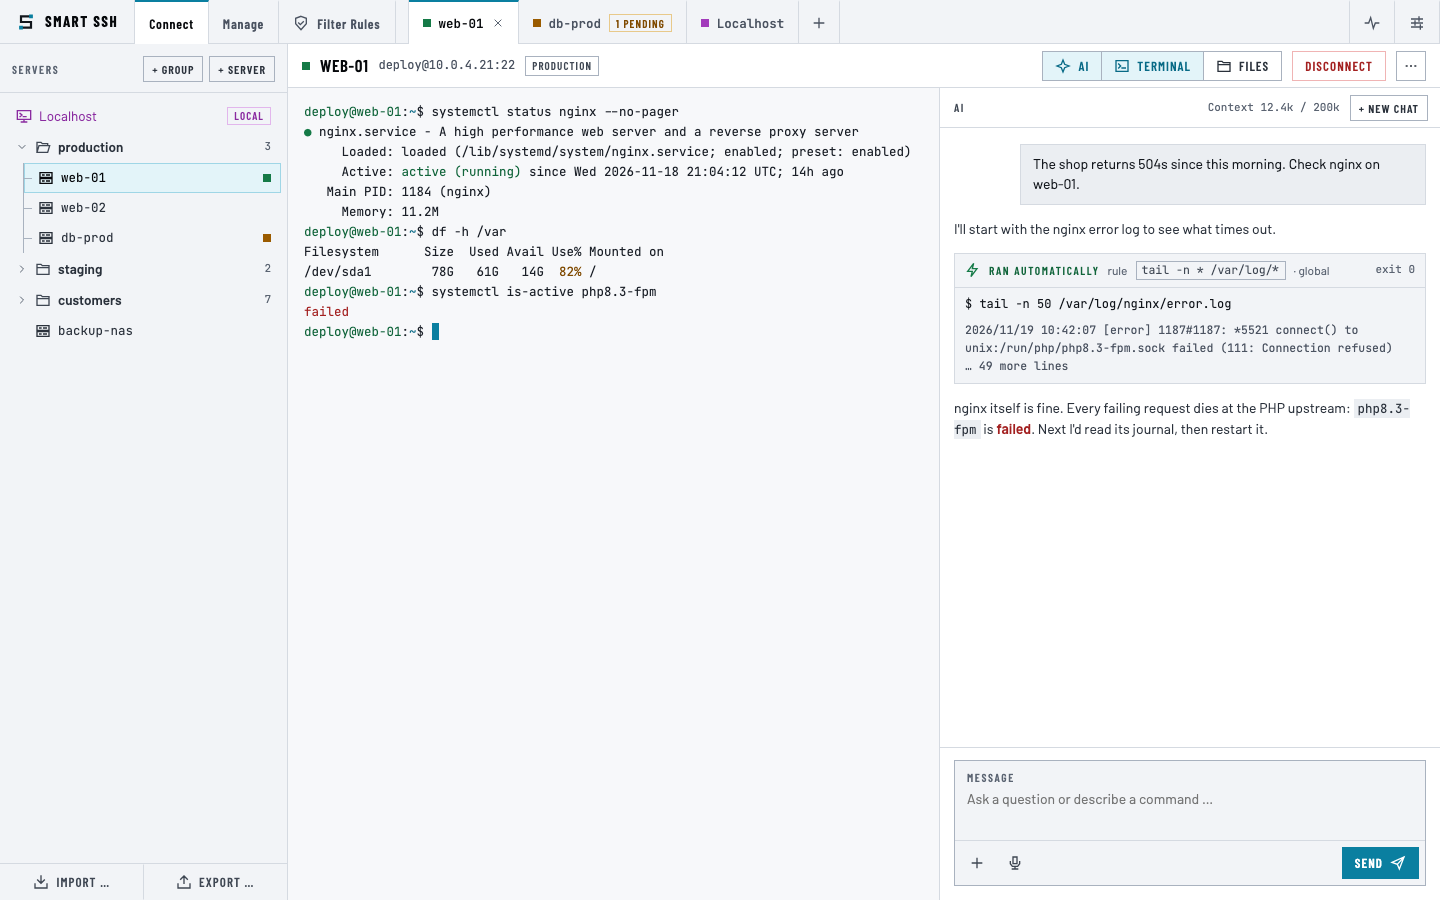 SMART SSH
Connect
Manage
Filter Rules
web-01
db-prod
1 PENDING
Localhost
SERVERS
+ GROUP
+ SERVER
Localhost
LOCAL
production
3
web-01
web-02
db-prod
staging
2
customers
7
backup-nas
IMPORT ...
EXPORT ...
WEB-01
deploy@10.0.4.21:22
PRODUCTION
AI
TERMINAL
FILES
DISCONNECT
deploy@web-01:~$ systemctl status nginx --no-pager
● nginx.service - A high performance web server and a reverse proxy server
Loaded: loaded (/lib/systemd/system/nginx.service; enabled; preset: enabled)
Active: active (running) since Wed 2026-11-18 21:04:12 UTC; 14h ago
Main PID: 1184 (nginx)
Memory: 11.2M
deploy@web-01:~$ df -h /var
Filesystem      Size  Used Avail Use% Mounted on
/dev/sda1        78G   61G   14G  82% /
deploy@web-01:~$ systemctl is-active php8.3-fpm
failed
deploy@web-01:~$
AI
Context 12.4k / 200k
+ NEW CHAT
The shop returns 504s since this morning. Check nginx on
web-01.
I'll start with the nginx error log to see what times out.
RAN AUTOMATICALLY rule tail -n * /var/log/* · global exit 0
$ tail -n 50 /var/log/nginx/error.log
2026/11/19 10:42:07 [error] 1187#1187: *5521 connect() to
unix:/run/php/php8.3-fpm.sock failed (111: Connection refused)
… 49 more lines
nginx itself is fine. Every failing request dies at the PHP upstream: php8.3-
fpm is failed. Next I'd read its journal, then restart it.
MESSAGE
Ask a question or describe a command ...
SEND